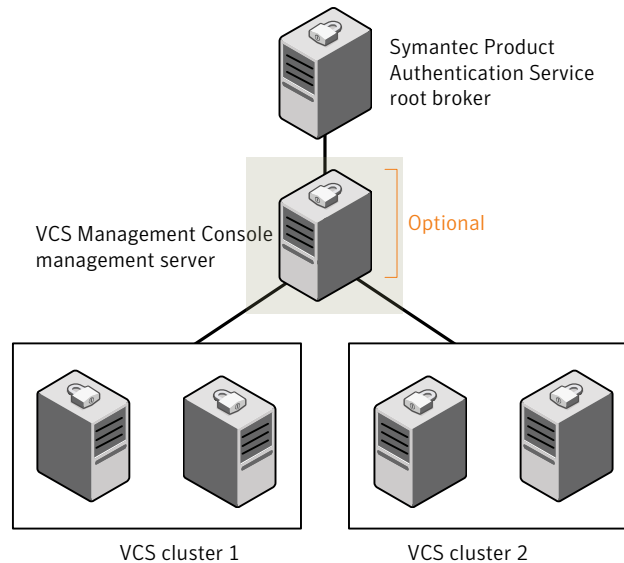 Symantec Product
Authentication Service
root broker
VCS Management Console
management server
Optional
VCS cluster 1
VCS cluster 2